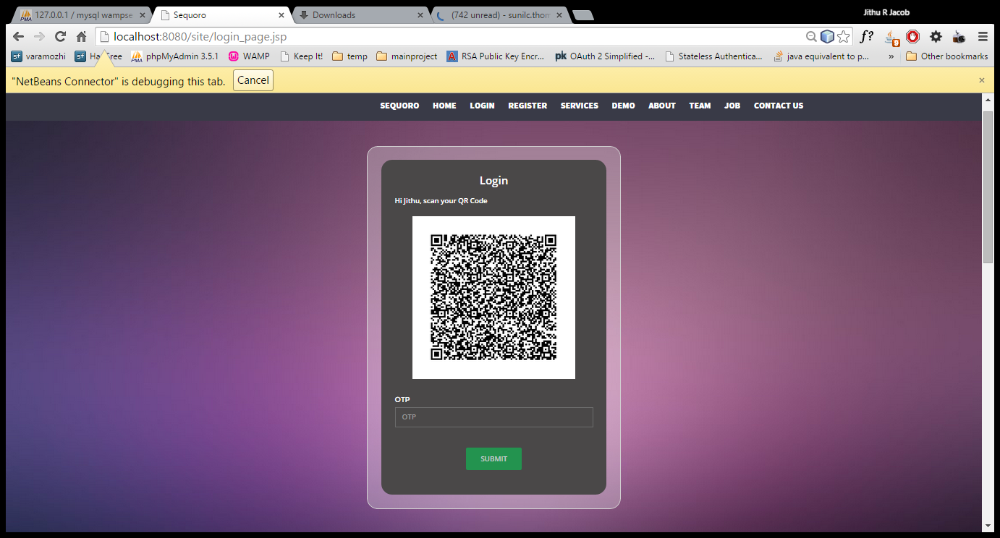 Jithu R Jacob
127.0.0.1 / mysql wampse
Sequoro
Downloads
(742 unread) - sunilc.thom
localhost:8080/site/login_page.jsp
f?
9
varamozhi
phpMyAdmin 3.5.1
WAMP
Keep It!
temp
mainproject
RSA Public Key Encr...
pk OAuth 2 Simplified -...
Stateless Authentica...
java equivalent to p...
»
Other bookmarks
"NetBeans Connector" is debugging this tab.
Cancel
SEQUORO HOME LOGIN REGISTER SERVICES DEMO ABOUT TEAM JOB CONTACT US
Login
Hi Jithu, scan your QR Code
OTP
OTP
SUBMIT